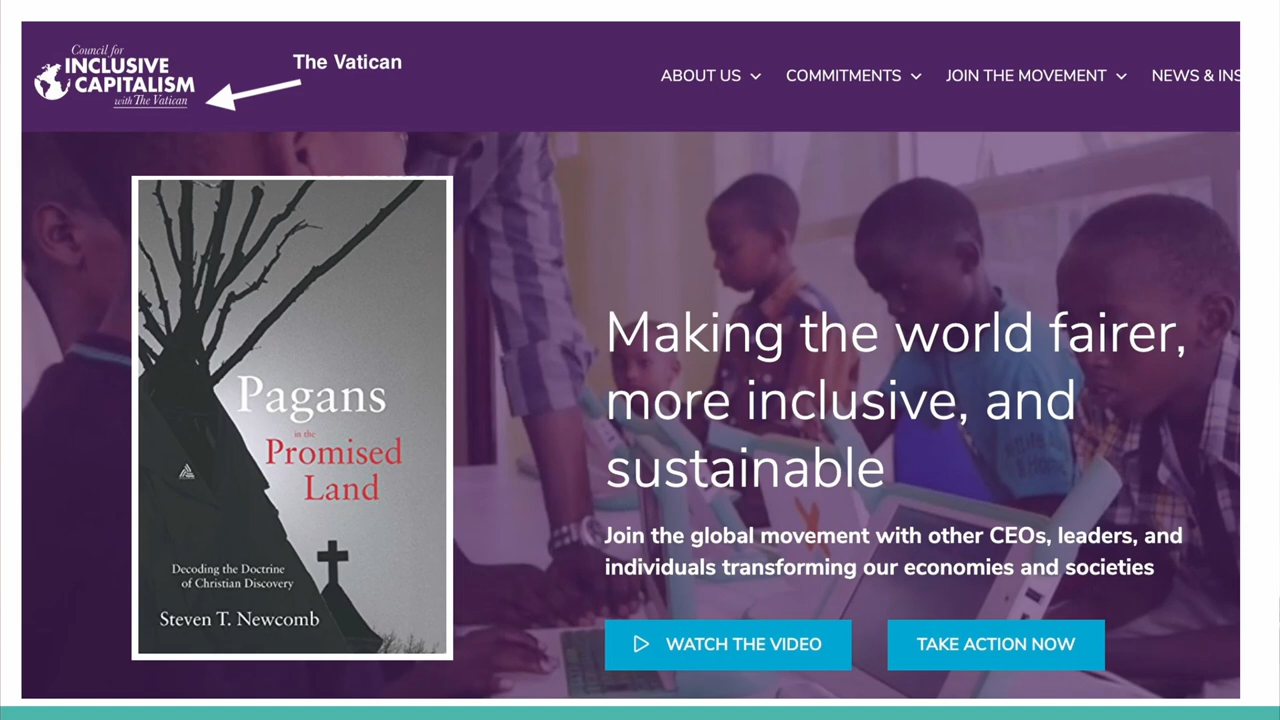 Council for
INCLUSIVE
CAPITALISM
with The Vatican
The Vatican
ABOUT US
COMMITMENTS
JOIN THE MOVEMENT
NEWS & INS
Pagans
in the
Promised
Land
Decoding the Doctrine
of Christian Discovery
Steven T. Newcomb
Making the world fairer,
more inclusive, and
sustainable
Join the global movement with other CEOs, leaders, and
individuals transforming our economies and societies
WATCH THE VIDEO
TAKE ACTION NOW